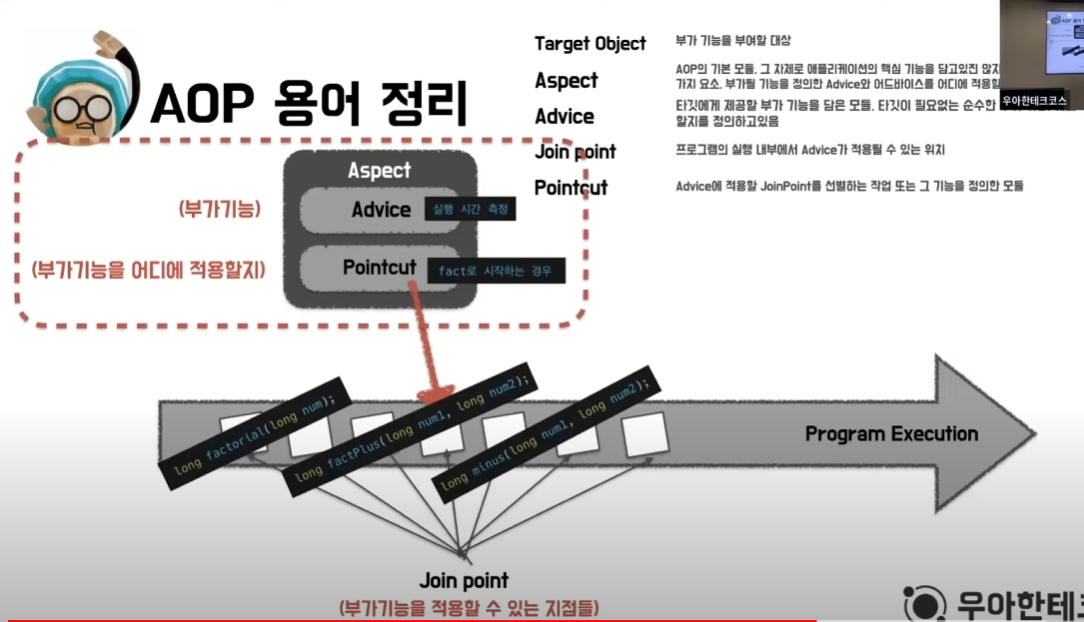 AOP 용어 정리
Target Object 부가 기능을 부여할 대상
Aspect AOP의 기본 모듈. 그 자체로 애플리케이션의 핵심 기능을 담고있진 않지
가지 요소. 부가될 기능을 정의한 Advice와 어드바이스를 어디에 적용할
Advice 타깃에게 제공할 부가 기능을 담은 모듈. 타깃이 필요없는 순수한
할지를 정의하고있음
Join point 프로그램의 실행 내부에서 Advice가 적용될 수 있는 위치
Pointcut Advice에 적용할 JoinPoint를 선별하는 작업 또는 그 기능을 정의한 모듈
우아한테크코스
Aspect
(부가기능) Advice 실행 시간 측정
(부가기능을 어디에 적용할지) Pointcut fact로 시작하는 경우
long factorial(long num);
long factPlus(long num1, long num2);
long minus(long num1, long num2);
Program Execution
Join point
(부가기능을 적용할 수 있는 지점들)
우아한테